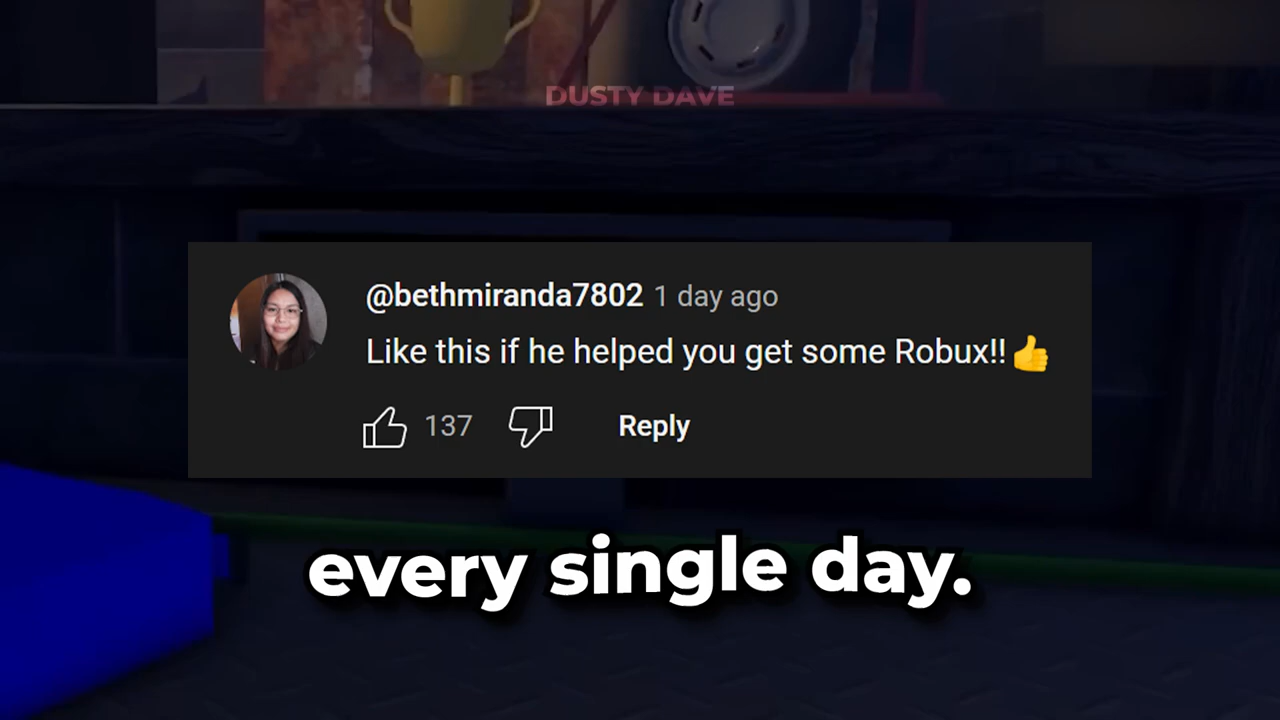 DUSTY DAVE
@bethmiranda7802 1 day ago
Like this if he helped you get some Robux!!👍
137 Reply
every single day.